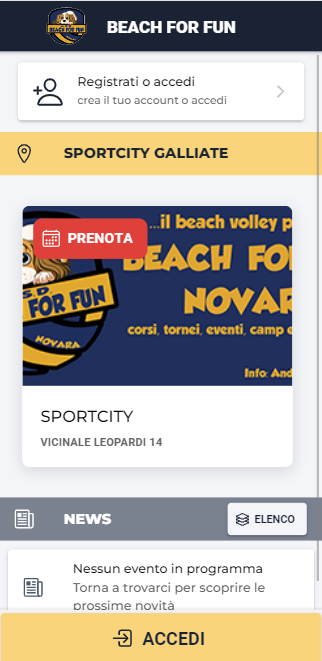 BEACH FOR FUN
Registrati o accedi
crea il tuo account o accedi
SPORTCITY GALLIATE
...il beach volley p
PRENOTA
BEACH FO
FOR FUN
NOVAR
NOVARA
corsi, tornei, eventi, camp e
Info: And
SPORTCITY
VICINALE LEOPARDI 14
NEWS
ELENCO
Nessun evento in programma
Torna a trovarci per scoprire le
prossime novità
ACCEDI